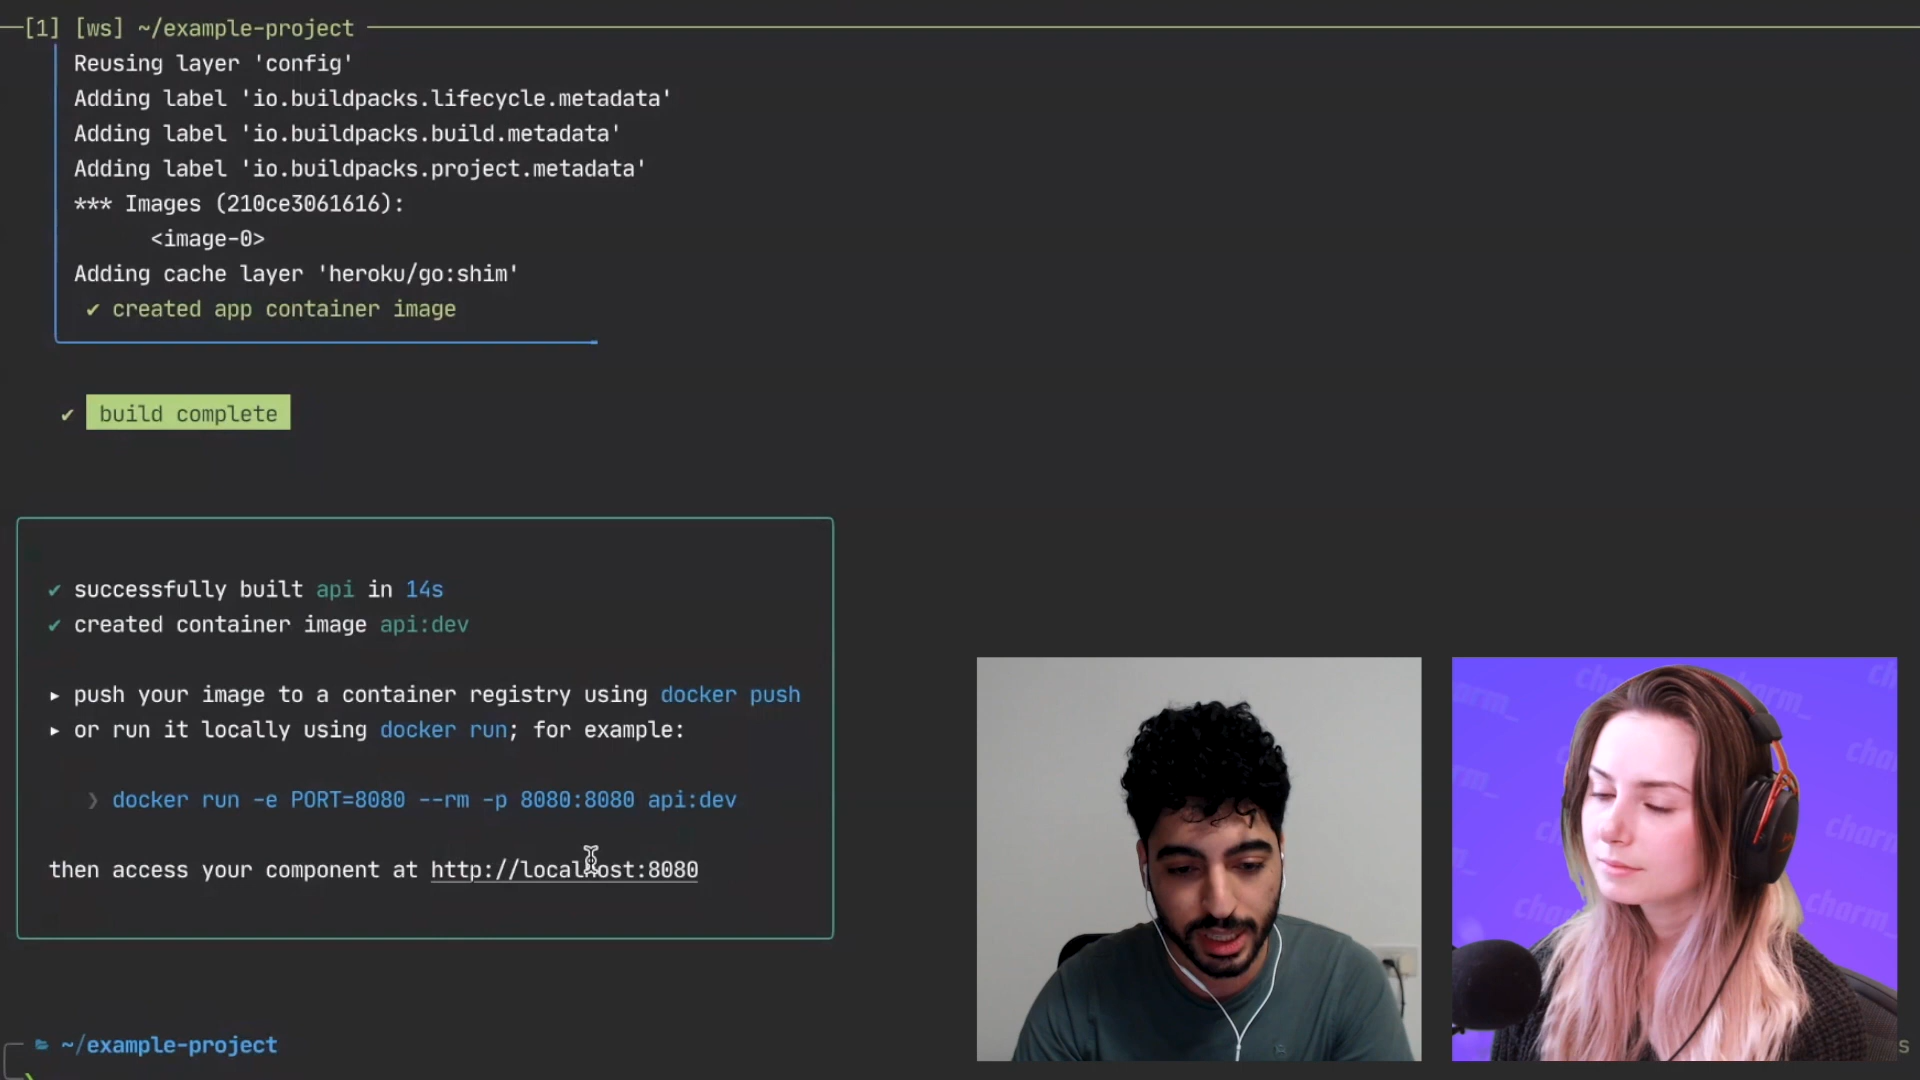 [1] [ws] ~/example-project
Reusing layer 'config'
Adding label 'io.buildpacks.lifecycle.metadata'
Adding label 'io.buildpacks.build.metadata'
Adding label 'io.buildpacks.project.metadata'
*** Images (210ce3061616):
<image-0>
Adding cache layer 'heroku/go:shim'
✔ created app container image
✔ build complete
✔ successfully built api in 14s
✔ created container image api:dev
▸ push your image to a container registry using docker push
▸ or run it locally using docker run; for example:
❯ docker run -e PORT=8080 --rm -p 8080:8080 api:dev
then access your component at http://localhost:8080
~/example-project
charm_
charm_
charm_